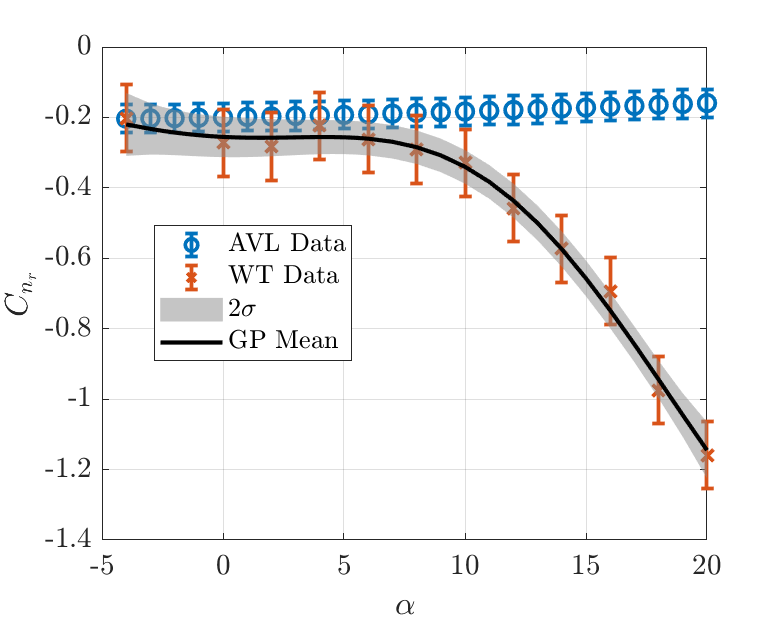 0
-0.2
-0.4
-0.6
-0.8
-1
-1.2
-1.4
-5
0
5
10
15
20
α
C_{n_r}
AVL Data
WT Data
2σ
GP Mean